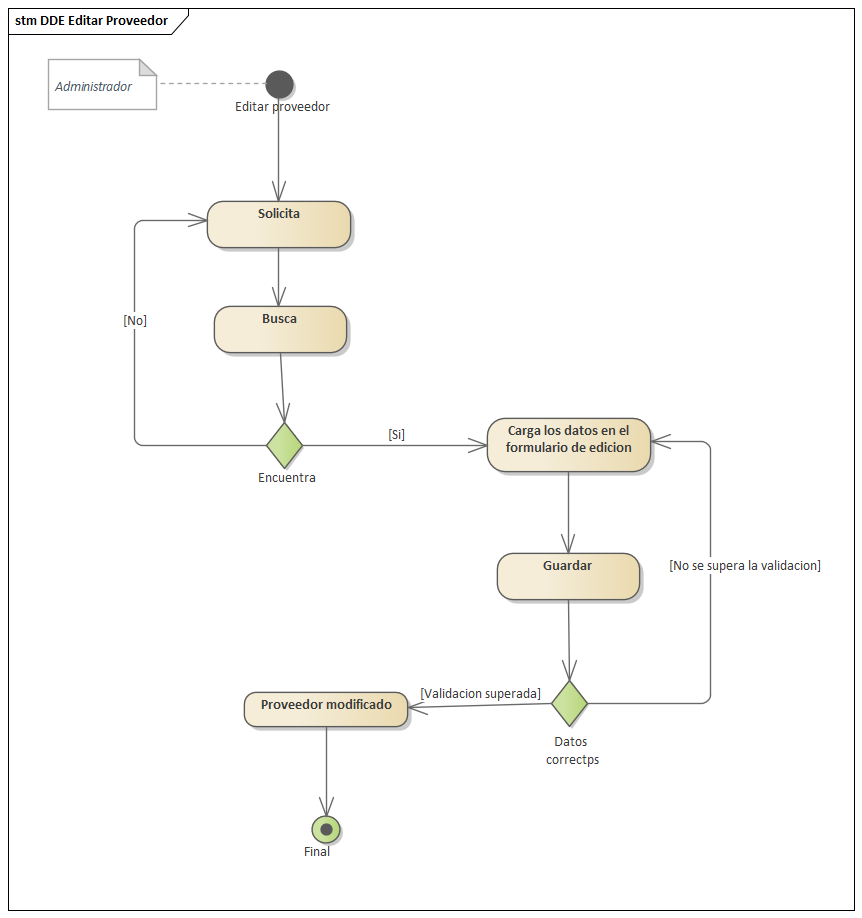 stm DDE Editar Proveedor
Administrador
Editar proveedor
Solicita
Busca
[No]
[Si]
Encuentra
Carga los datos en el
formulario de edicion
Guardar
[No se supera la validacion]
[Validacion superada]
Proveedor modificado
Datos
correctps
Final